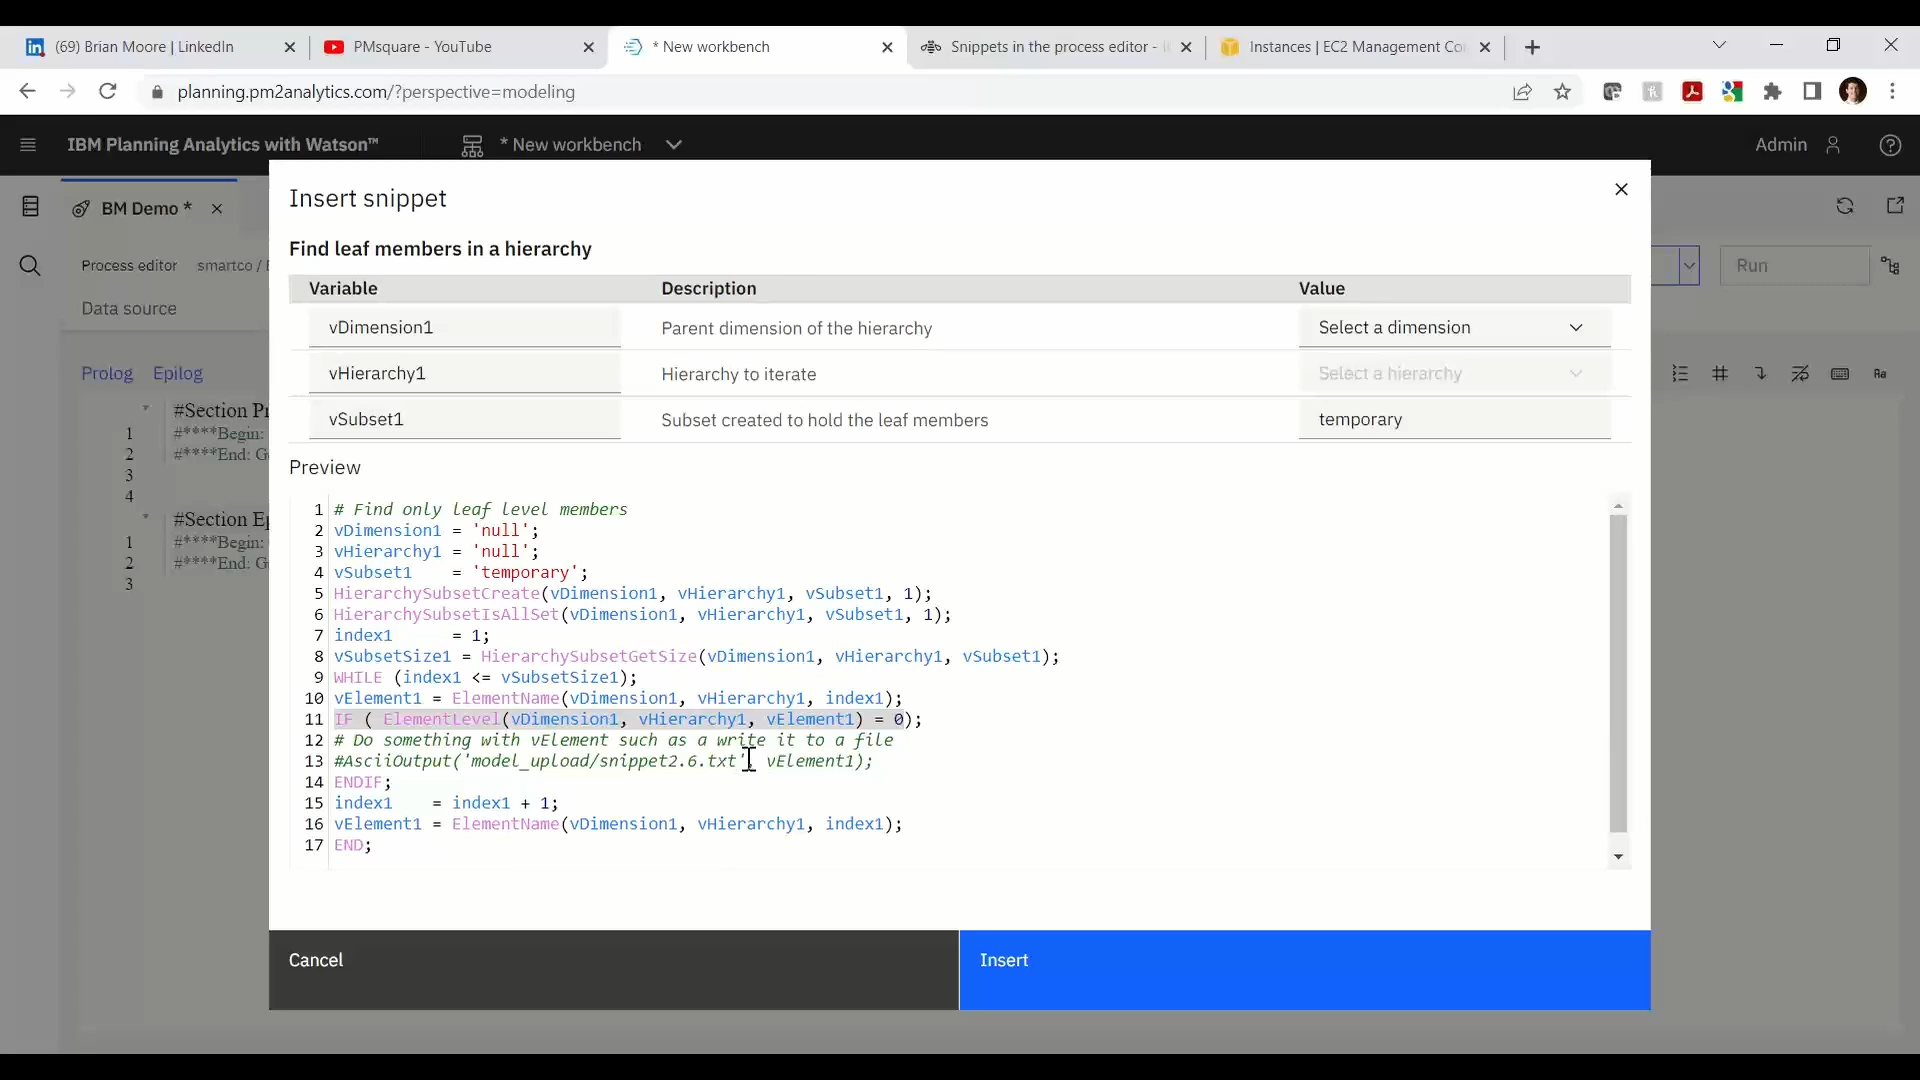 (69) Brian Moore | LinkedIn
PMsquare - YouTube
* New workbench
Snippets in the process editor -
Instances | EC2 Management Co
planning.pm2analytics.com/?perspective=modeling
IBM Planning Analytics with Watson™
* New workbench
Admin
BM Demo *
Process editor smartco /
Run
Data source
Prolog Epilog
#Section
1 #****Begin:
2 #****End:
3
4
#Section
1 #****Begin:
2 #****End:
3
Aa
Insert snippet
Find leaf members in a hierarchy
Variable Description Value
vDimension1 Parent dimension of the hierarchy Select a dimension
vHierarchy1 Hierarchy to iterate Select a hierarchy
vSubset1 Subset created to hold the leaf members temporary
Preview
1 # Find only leaf level members
2 vDimension1 = 'null';
3 vHierarchy1 = 'null';
4 vSubset1 = 'temporary';
5 HierarchySubsetCreate(vDimension1, vHierarchy1, vSubset1, 1);
6 HierarchySubsetIsAllSet(vDimension1, vHierarchy1, vSubset1, 1);
7 index1 = 1;
8 vSubsetSize1 = HierarchySubsetGetSize(vDimension1, vHierarchy1, vSubset1);
9 WHILE (index1 <= vSubsetSize1);
10 vElement1 = ElementName(vDimension1, vHierarchy1, index1);
11 IF ( ElementLevel(vDimension1, vHierarchy1, vElement1) = 0);
12 # Do something with vElement such as a write it to a file
13 #AsciiOutput('model_upload/snippet2.6.txt', vElement1);
14 ENDIF;
15 index1 = index1 + 1;
16 vElement1 = ElementName(vDimension1, vHierarchy1, index1);
17 END;
Cancel
Insert